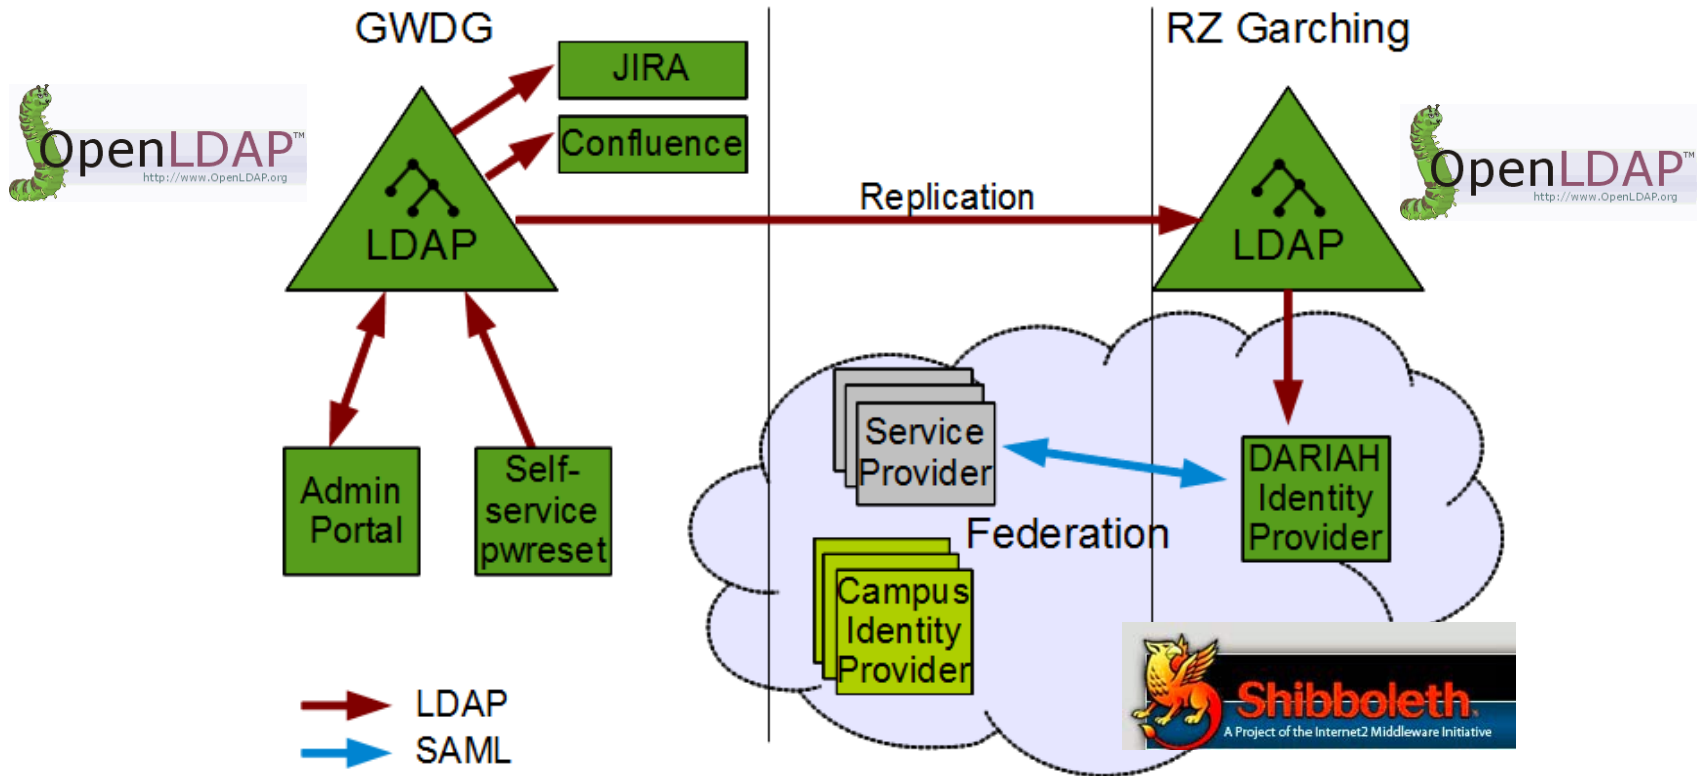 GWDG
RZ Garching
JIRA
Confluence
OpenLDAP™
http://www.OpenLDAP.org
LDAP
Replication
LDAP
OpenLDAP™
http://www.OpenLDAP.org
Admin
Portal
Self-
service
pwreset
Service
Provider
Federation
DARIAH
Identity
Provider
Campus
Identity
Provider
LDAP
SAML
Shibboleth
A Project of the Internet2 Middleware Initiative